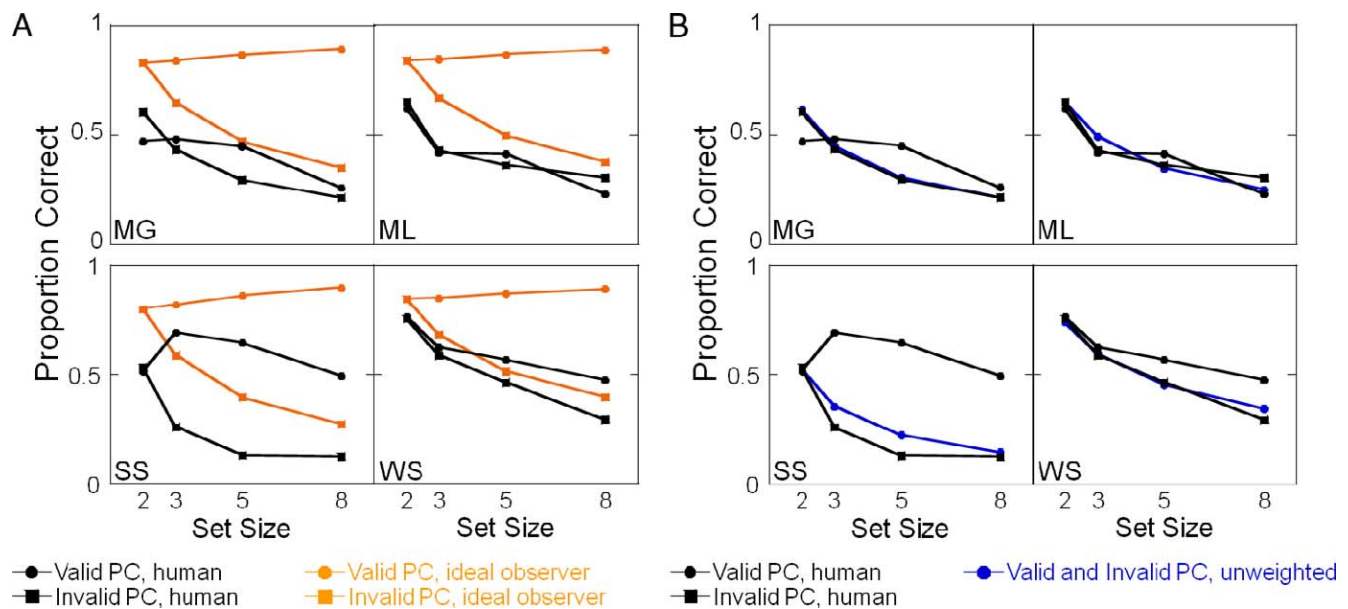 A
B
Proportion Correct
1
0.5
0
MG
ML
1
0.5
0
SS
WS
2 3 5 8
2 3 5 8
Set Size
Set Size
Valid PC, human
Invalid PC, human
Valid PC, ideal observer
Invalid PC, ideal observer
Proportion Correct
1
0.5
0
MG
ML
1
0.5
0
SS
WS
2 3 5 8
2 3 5 8
Set Size
Set Size
Valid PC, human
Invalid PC, human
Valid and Invalid PC, unweighted